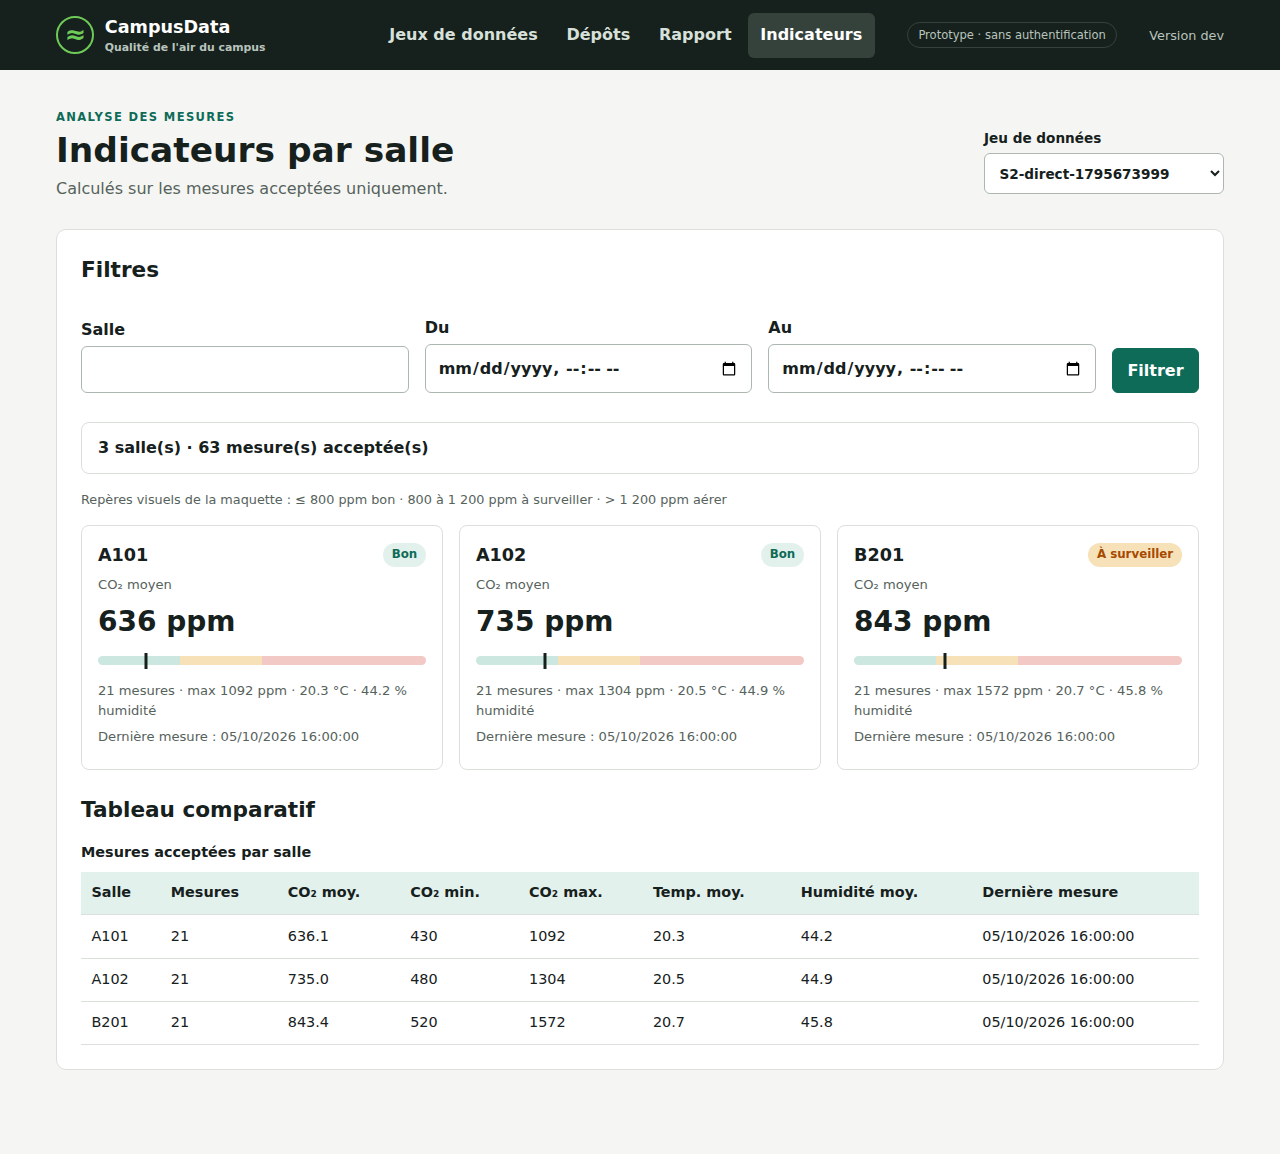 ≈
CampusData
Qualité de l'air du campus
Jeux de données
Dépôts
Rapport
Indicateurs
Prototype · sans authentification
Version dev
ANALYSE DES MESURES
Indicateurs par salle
Calculés sur les mesures acceptées uniquement.
Jeu de données
S2-direct-1795673999
Filtres
Salle
Du
mm/dd/yyyy, --:-- --
Au
mm/dd/yyyy, --:-- --
Filtrer
3 salle(s) · 63 mesure(s) acceptée(s)
Repères visuels de la maquette : ≤ 800 ppm bon · 800 à 1 200 ppm à surveiller · > 1 200 ppm aérer
A101
Bon
CO₂ moyen
636 ppm
21 mesures · max 1092 ppm · 20.3 °C · 44.2 %
humidité
Dernière mesure : 05/10/2026 16:00:00
A102
Bon
CO₂ moyen
735 ppm
21 mesures · max 1304 ppm · 20.5 °C · 44.9 %
humidité
Dernière mesure : 05/10/2026 16:00:00
B201
À surveiller
CO₂ moyen
843 ppm
21 mesures · max 1572 ppm · 20.7 °C · 45.8 %
humidité
Dernière mesure : 05/10/2026 16:00:00
Tableau comparatif
Mesures acceptées par salle
Salle Mesures CO₂ moy. CO₂ min. CO₂ max. Temp. moy. Humidité moy. Dernière mesure
A101 21 636.1 430 1092 20.3 44.2 05/10/2026 16:00:00
A102 21 735.0 480 1304 20.5 44.9 05/10/2026 16:00:00
B201 21 843.4 520 1572 20.7 45.8 05/10/2026 16:00:00